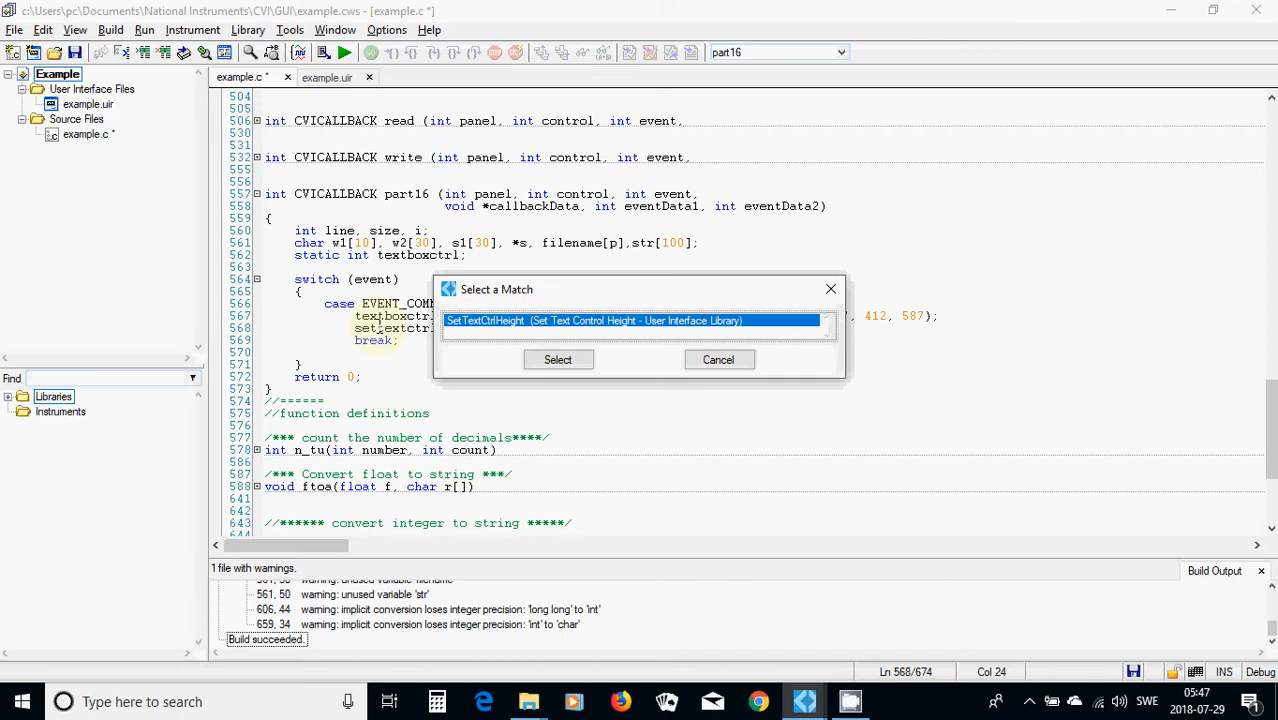 c:\Users\pc\Documents\National Instruments\CVI\GUI\example.cws - [example.c *]
File Edit View Build Run Instrument Library Tools Window Options Help
part16
Example
User Interface Files
example.uir
Source Files
example.c *
example.c *
example.uir
504
505
506 int CVICALLBACK read (int panel, int control, int event,
530
531
532 int CVICALLBACK write (int panel, int control, int event,
555
556
557 int CVICALLBACK part16 (int panel, int control, int event,
558 void *callbackData, int eventData1, int eventData2)
559 {
560 int line, size, i;
561 char w1[10], w2[30], s1[30], *s, filename[p],str[100];
562 static int textboxctrl;
563
564 switch (event)
565 {
566 case EVENT_COMM
567 textboxctrl , 412, 587);
568 settextctrl
569 break;
570
571 }
572 return 0;
573 }
574 //======
575 //function definitions
576
577 /*** count the number of decimals****/
578 int n_tu(int number, int count)
586
587 /*** Convert float to string ***/
588 void ftoa(float f, char r[])
641
642
643 //****** convert integer to string *****/
644
Select a Match
SetTextCtrlHeight (Set Text Control Height - User Interface Library)
Select Cancel
Find
Libraries
Instruments
1 file with warnings.
Build Output
561, 38 warning: unused variable 'filename'
561, 50 warning: unused variable 'str'
606, 44 warning: implicit conversion loses integer precision: 'long long' to 'int'
659, 34 warning: implicit conversion loses integer precision: 'int' to 'char'
Build succeeded.
Ln 568/674 Col 24 INS Debug
Type here to search
SWE
05:47
2018-07-29
1